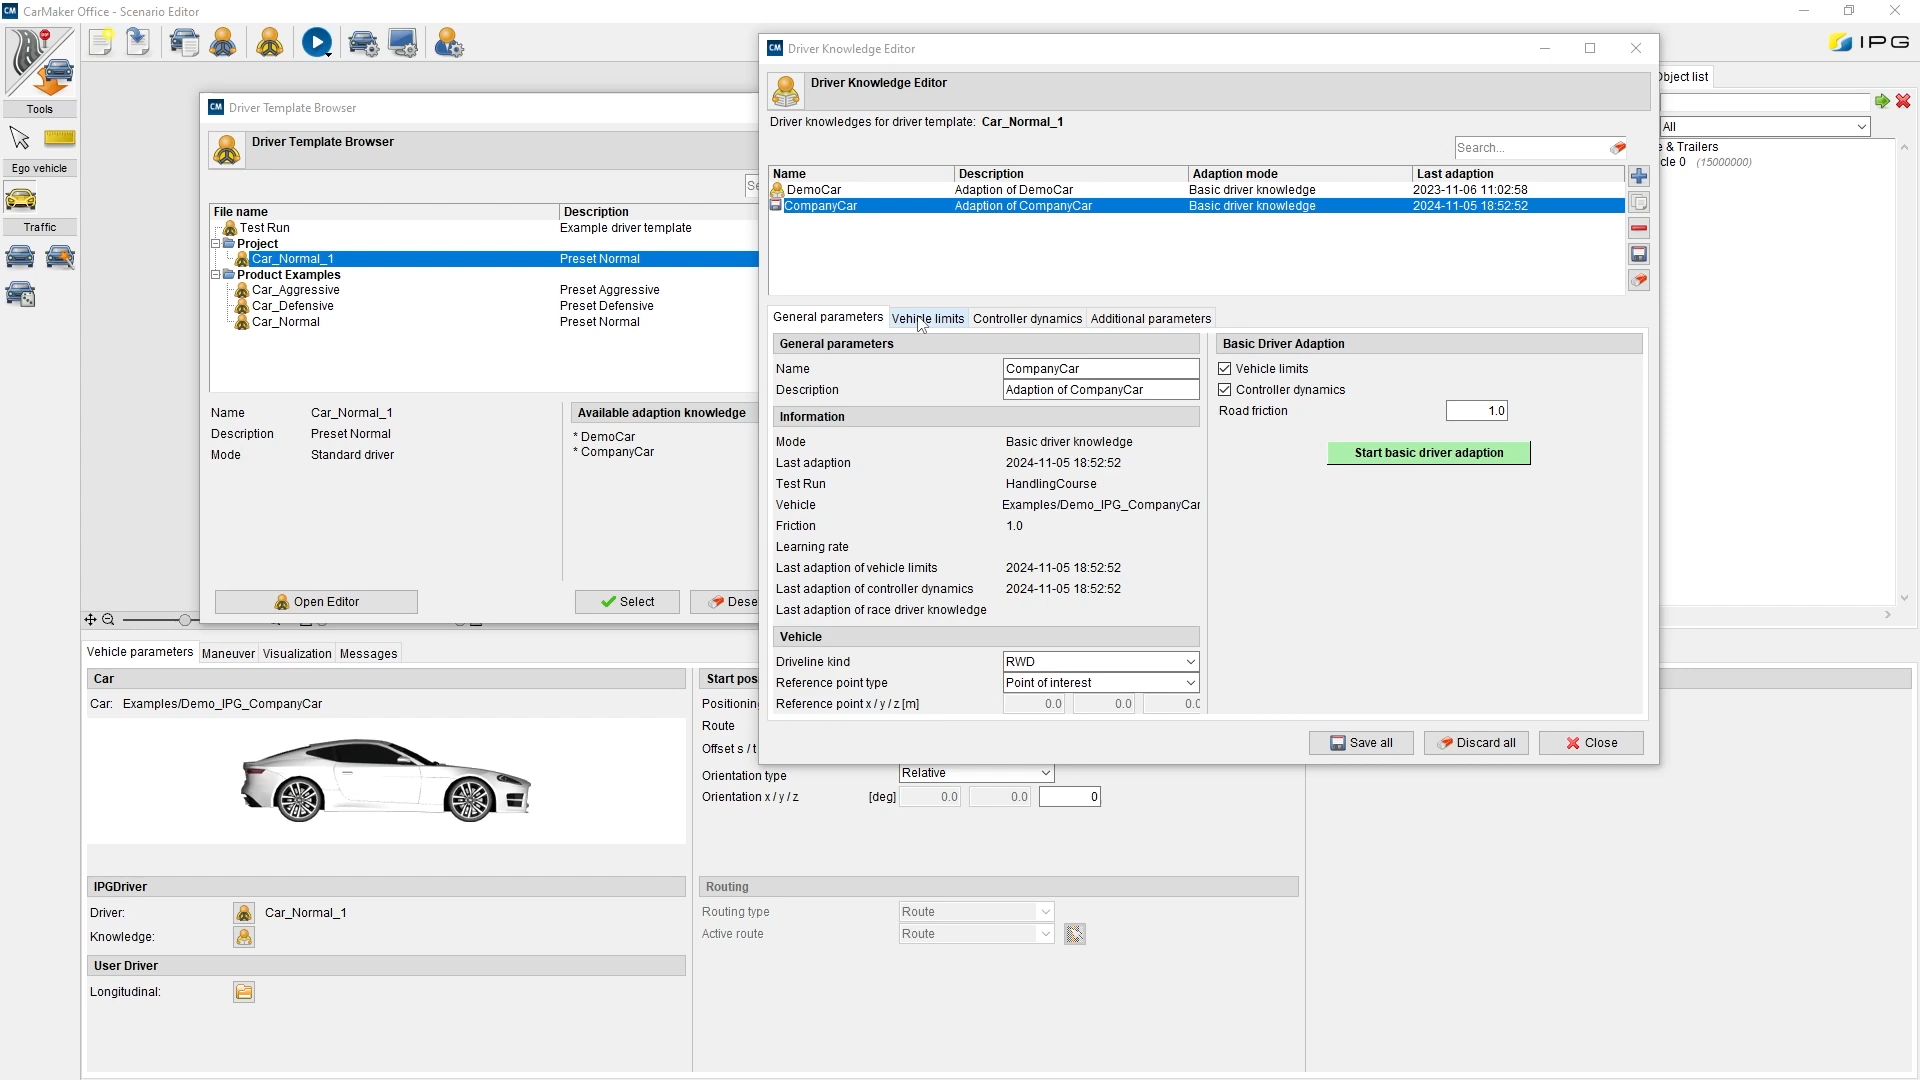 CM CarMaker Office - Scenario Editor
IPG
Tools
Ego vehicle
Traffic
CM Driver Template Browser
Driver Template Browser
Se
File name Description
Test Run Example driver template
Project
Car_Normal_1 Preset Normal
Product Examples
Car_Aggressive Preset Aggressive
Car_Defensive Preset Defensive
Car_Normal Preset Normal
Name Car_Normal_1
Description Preset Normal
Mode Standard driver
Available adaption knowledge
* DemoCar
* CompanyCar
Open Editor Select Dese
CM Driver Knowledge Editor
Driver Knowledge Editor
Driver knowledges for driver template: Car_Normal_1
Search...
Name Description Adaption mode Last adaption
DemoCar Adaption of DemoCar Basic driver knowledge 2023-11-06 11:02:58
CompanyCar Adaption of CompanyCar Basic driver knowledge 2024-11-05 18:52:52
General parameters Vehicle limits Controller dynamics Additional parameters
General parameters
Name CompanyCar
Description Adaption of CompanyCar
Information
Mode Basic driver knowledge
Last adaption 2024-11-05 18:52:52
Test Run HandlingCourse
Vehicle Examples/Demo_IPG_CompanyCar
Friction 1.0
Learning rate
Last adaption of vehicle limits 2024-11-05 18:52:52
Last adaption of controller dynamics 2024-11-05 18:52:52
Last adaption of race driver knowledge
Vehicle
Driveline kind RWD
Reference point type Point of interest
Reference point x / y / z [m] 0.0 0.0 0.0
Basic Driver Adaption
Vehicle limits
Controller dynamics
Road friction 1.0
Start basic driver adaption
Save all Discard all Close
Object list
All
e & Trailers
cle 0 (15000000)
Vehicle parameters Maneuver Visualization Messages
Car
Car: Examples/Demo_IPG_CompanyCar
IPGDriver
Driver: Car_Normal_1
Knowledge:
User Driver
Longitudinal:
Start pos
Positioning
Route
Offset s / t
Orientation type Relative
Orientation x / y / z [deg] 0.0 0.0 0
Routing
Routing type Route
Active route Route